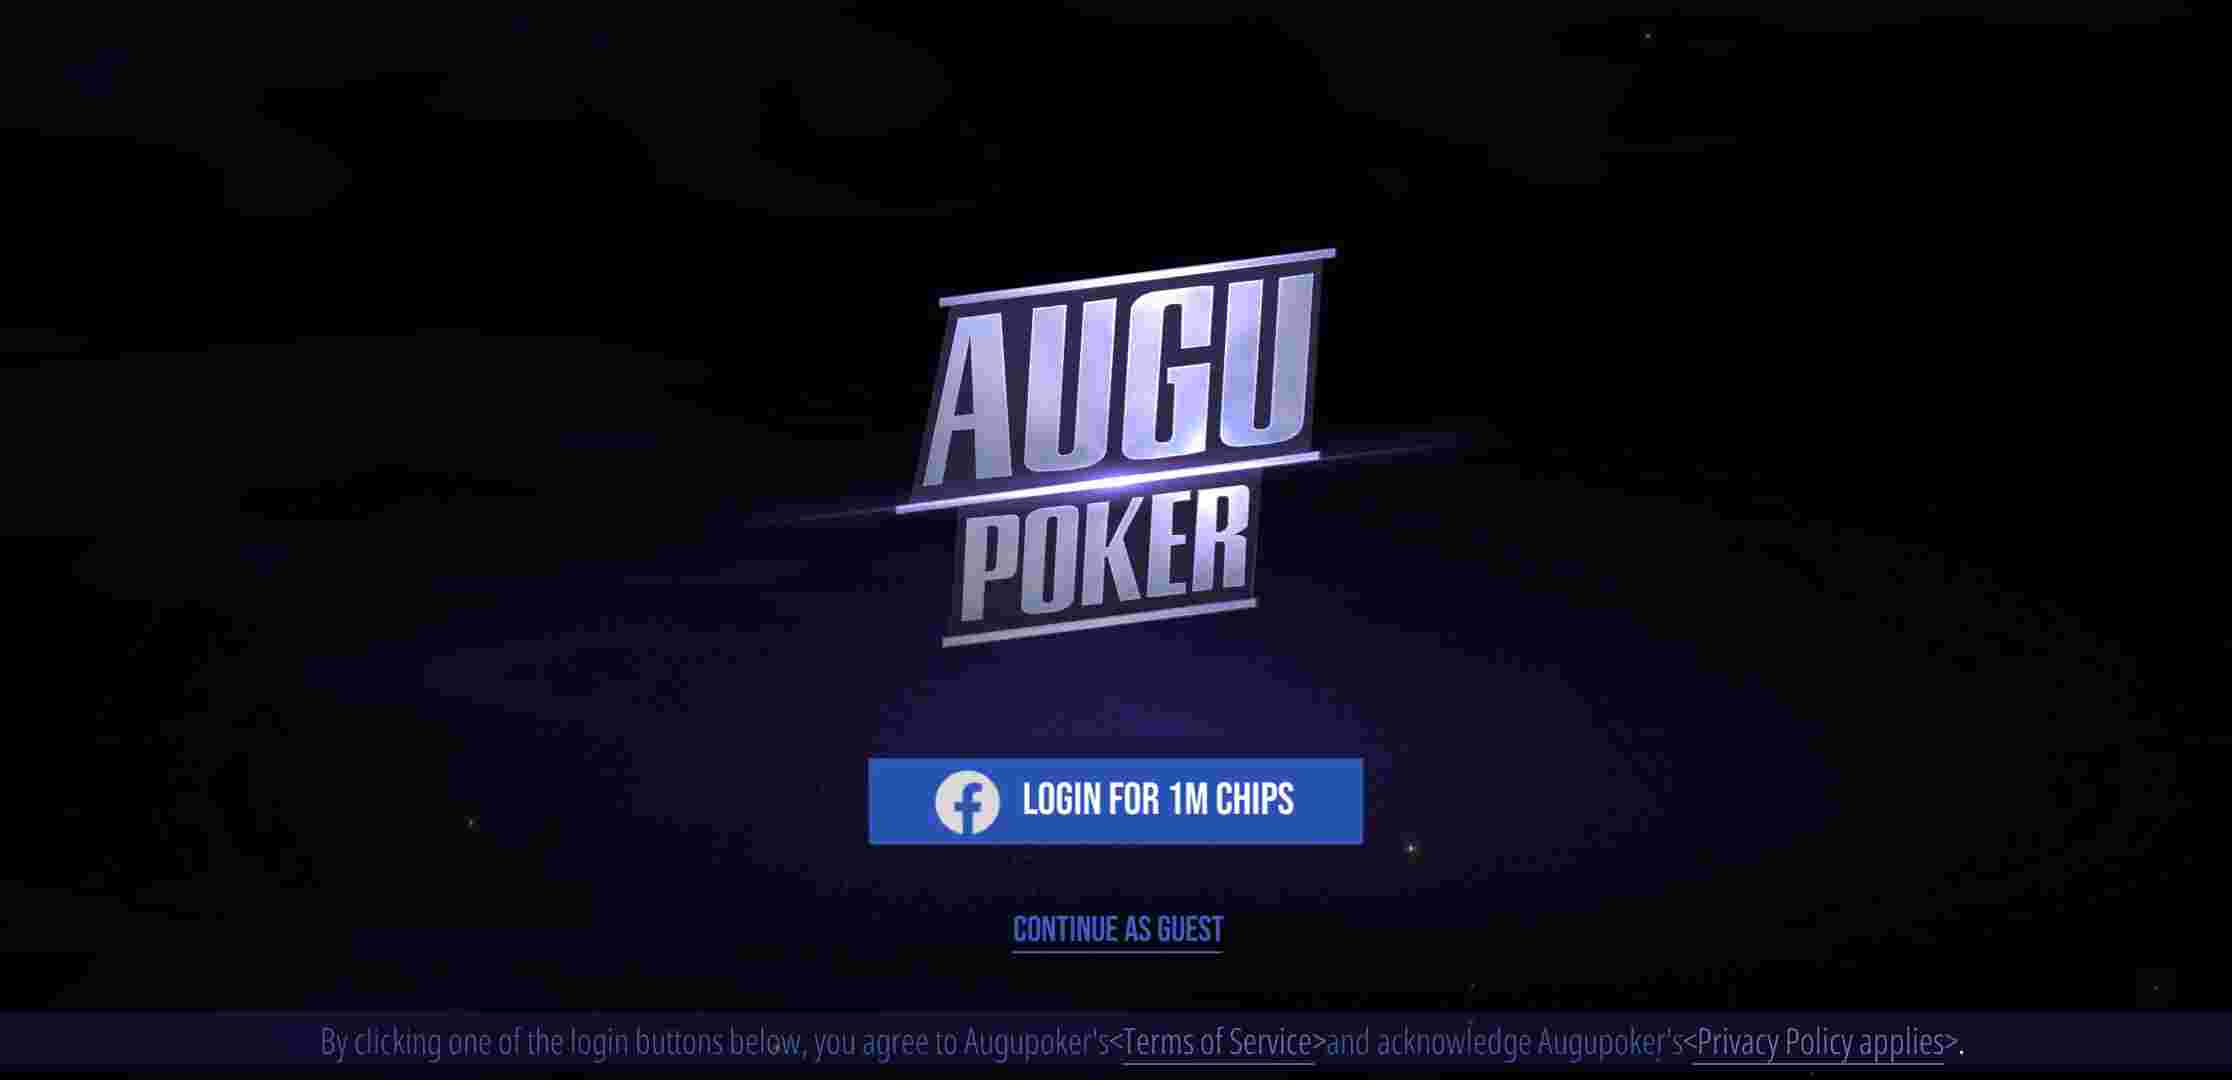 AUGU
POKER
LOGIN FOR 1M CHIPS
CONTINUE AS GUEST
By clicking one of the login buttons below, you agree to Augupoker's<Terms of Service>and acknowledge Augupoker's<Privacy Policy applies>.